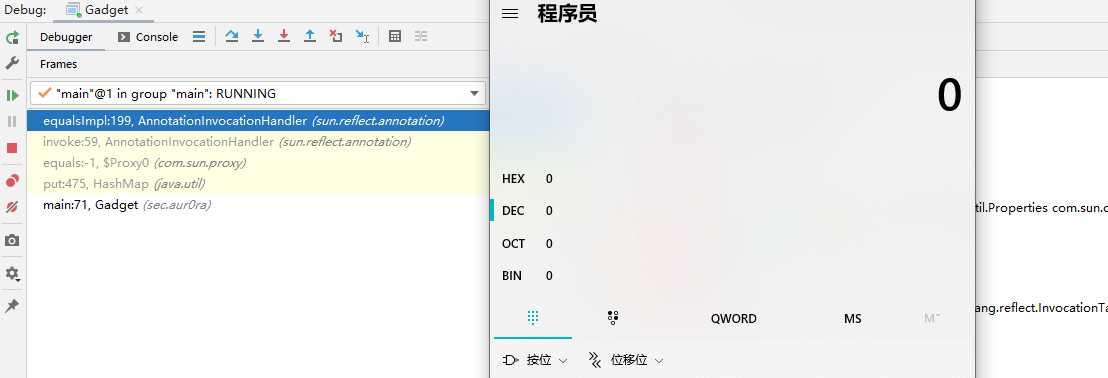 Debug: Gadget
Debugger Console
Frames
"main"@1 in group "main": RUNNING
equalsImpl:199, AnnotationInvocationHandler (sun.reflect.annotation)
invoke:59, AnnotationInvocationHandler (sun.reflect.annotation)
equals:-1, $Proxy0 (com.sun.proxy)
put:475, HashMap (java.util)
main:71, Gadget (sec.aur0ra)
程序员
0
HEX 0
DEC 0
OCT 0
BIN 0
QWORD MS M
按位 位移位
til.Properties com.sun.o
ang.reflect.InvocationTa